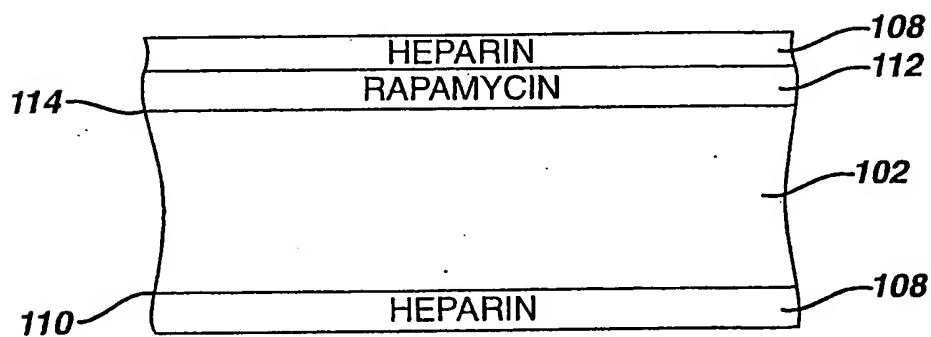 HEPARIN 108
RAPAMYCIN 112
114
102
110 HEPARIN 108